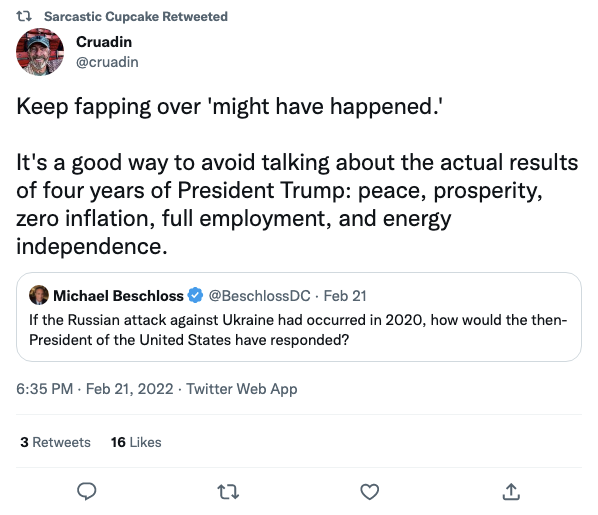 Sarcastic Cupcake Retweeted
Cruadin
@cruadin
Keep fapping over 'might have happened.'
It's a good way to avoid talking about the actual results
of four years of President Trump: peace, prosperity,
zero inflation, full employment, and energy
independence.
Michael Beschloss @BeschlossDC · Feb 21
If the Russian attack against Ukraine had occurred in 2020, how would the then-
President of the United States have responded?
6:35 PM · Feb 21, 2022 · Twitter Web App
3 Retweets 16 Likes